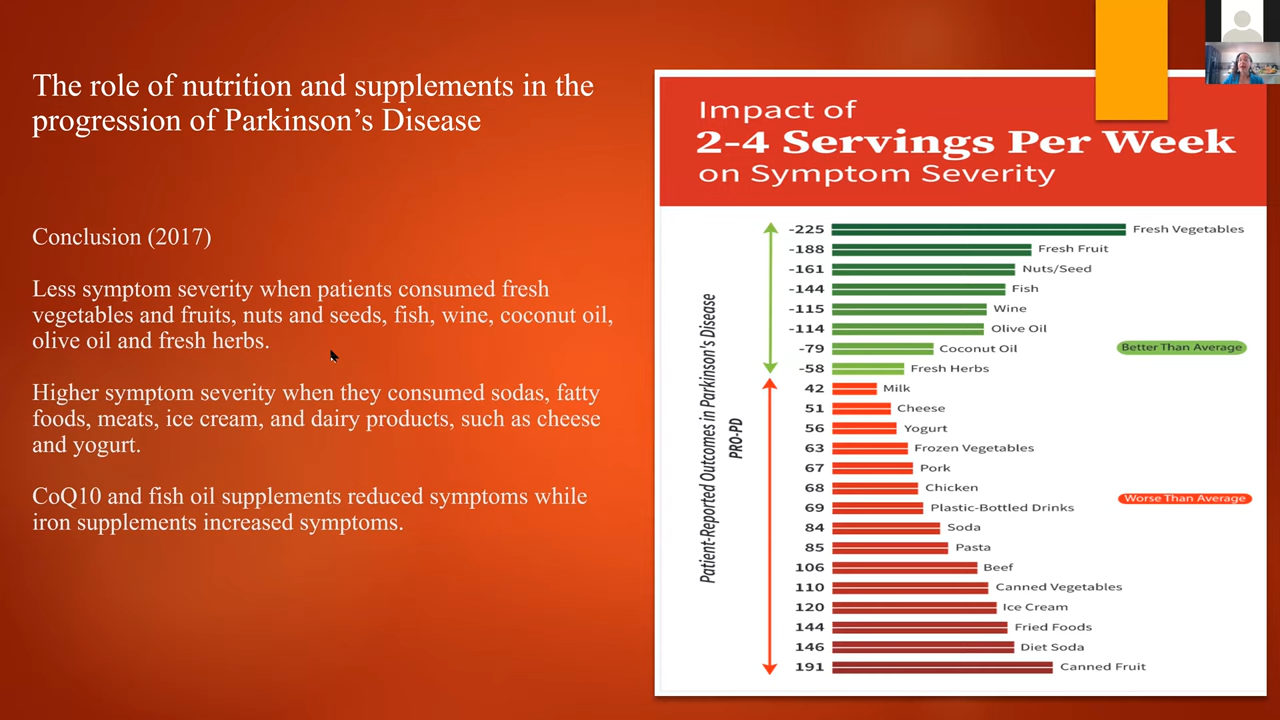 The role of nutrition and supplements in the
progression of Parkinson’s Disease
Conclusion (2017)
Less symptom severity when patients consumed fresh
vegetables and fruits, nuts and seeds, fish, wine, coconut oil,
olive oil and fresh herbs.
Higher symptom severity when they consumed sodas, fatty
foods, meats, ice cream, and dairy products, such as cheese
and yogurt.
CoQ10 and fish oil supplements reduced symptoms while
iron supplements increased symptoms.
Impact of
2-4 Servings Per Week
on Symptom Severity
Patient-Reported Outcomes in Parkinson's Disease
PRO-PD
-225 Fresh Vegetables
-188 Fresh Fruit
-161 Nuts/Seed
-144 Fish
-115 Wine
-114 Olive Oil
-79 Coconut Oil
Better Than Average
-58 Fresh Herbs
42 Milk
51 Cheese
56 Yogurt
63 Frozen Vegetables
67 Pork
68 Chicken
Worse Than Average
69 Plastic-Bottled Drinks
84 Soda
85 Pasta
106 Beef
110 Canned Vegetables
120 Ice Cream
144 Fried Foods
146 Diet Soda
191 Canned Fruit